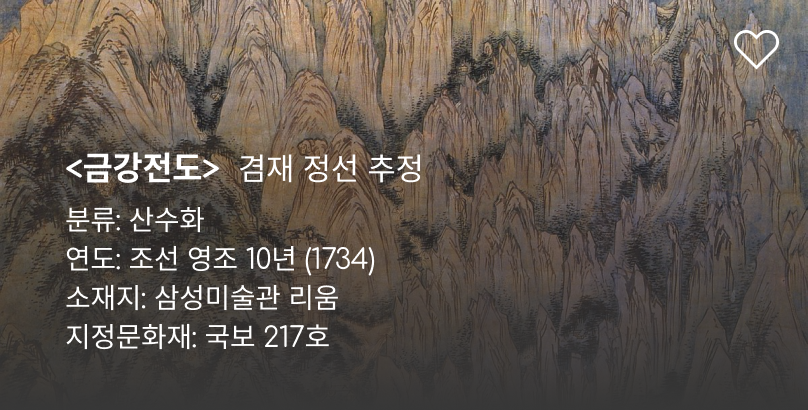 <금강전도> 겸재 정선 추정
분류: 산수화
연도: 조선 영조 10년 (1734)
소재지: 삼성미술관 리움
지정문화재: 국보 217호